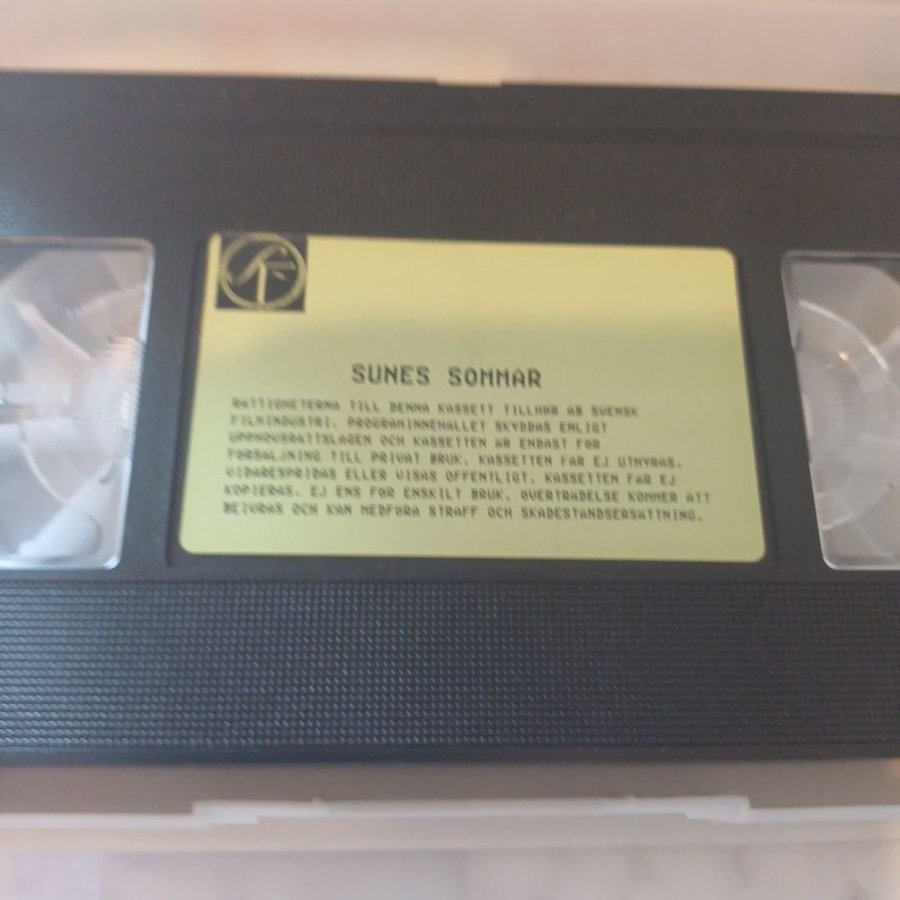 SF
SUNES SOMMAR
RÄTTIGHETERNA TILL DENNA KASSETT TILLHÖR AB SVENSK
FILMINDUSTRI. PROGRAMINNEHÅLLET SKYDDAS ENLIGT
UPPHOVSRÄTTSLAGEN OCH KASSETTEN ÄR ENDAST FÖR
FÖRSÄLJNING TILL PRIVAT BRUK. KASSETTEN FÅR EJ UTHYRAS,
VIDARESPRIDAS ELLER VISAS OFFENTLIGT. KASSETTEN FÅR EJ
KOPIERAS, EJ ENS FÖR ENSKILT BRUK. ÖVERTRÄDELSE KOMMER ATT
BEIVRAS OCH KAN MEDFÖRA STRAFF OCH SKADESTÅNDSERSÄTTNING.